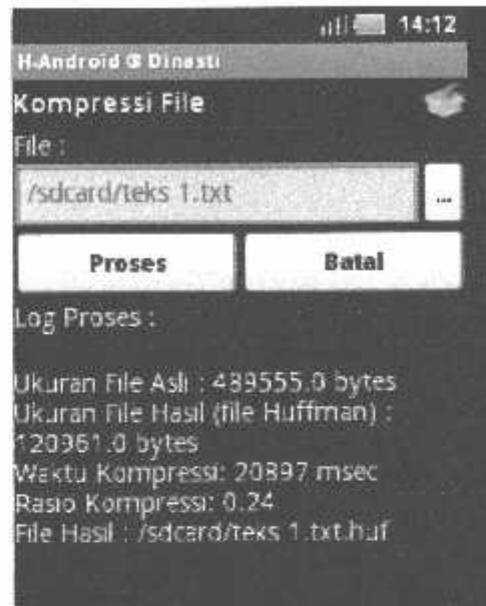 14:12
H-Android Dinasti
Kompressi File
File :
/sdcard/teks 1.txt
...
Proses
Batal
Log Proses :
Ukuran File Asli : 489555.0 bytes
Ukuran File Hasil (file Huffman) :
120961.0 bytes
Waktu Kompressi: 20897 msec
Rasio Kompressi: 0.24
File Hasil : /sdcard/teks 1.txt.huf